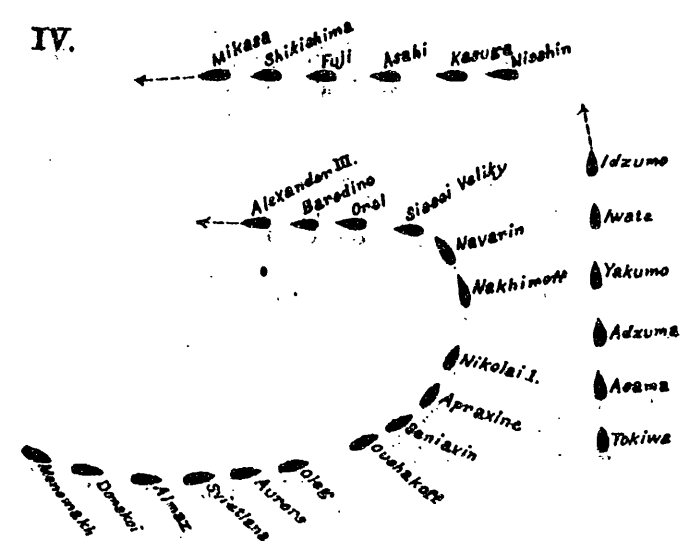 IV.
Mikasa
Shikishima
Fuji
Asahi
Kasuga
Nisshin
Idzumo
Iwate
Yakumo
Adzuma
Asama
Tokiwa
Alexander III.
Barodino
Orel
Sissoi Veliky
Navarin
Nakhimoff
Nikolai I.
Apraxine
Seniavin
Oushakoff
Oleg
Aurora
Svietlana
Almaz
Donskoi
Monomakh